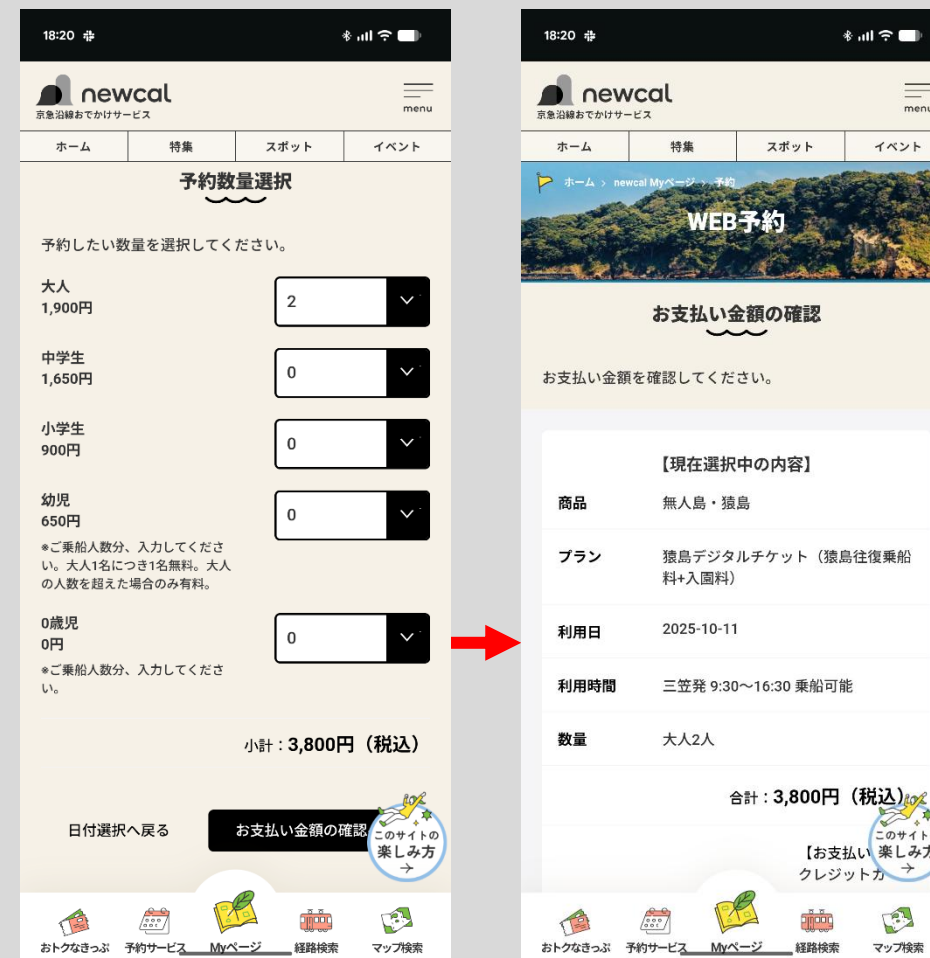 18:20
newcal
京急沿線おでかけサービス
menu
ホーム 特集 スポット イベント
予約数量選択
予約したい数量を選択してください。
大人
1,900円
2
中学生
1,650円
0
小学生
900円
0
幼児
650円
0
※ご乗船人数分、入力してくださ
い。大人1名につき1名無料。大人
の人数を超えた場合のみ有料。
0歳児
0円
0
※ご乗船人数分、入力してくださ
い。
小計：3,800円（税込）
日付選択へ戻る
お支払い金額の確認
このサイトの
楽しみ方
→
おトクなきっぷ 予約サービス Myページ 経路検索 マップ検索
18:20
newcal
京急沿線おでかけサービス
menu
ホーム 特集 スポット イベント
ホーム > newcal Myページ > 予約
WEB予約
お支払い金額の確認
お支払い金額を確認してください。
【現在選択中の内容】
商品 無人島・猿島
プラン 猿島デジタルチケット（猿島往復乗船
料+入園料）
利用日 2025-10-11
利用時間 三笠発 9:30〜16:30 乗船可能
数量 大人2人
合計：3,800円（税込）
【お支払い
クレジットカ
このサイト
楽しみ方
→
おトクなきっぷ 予約サービス Myページ 経路検索 マップ検索